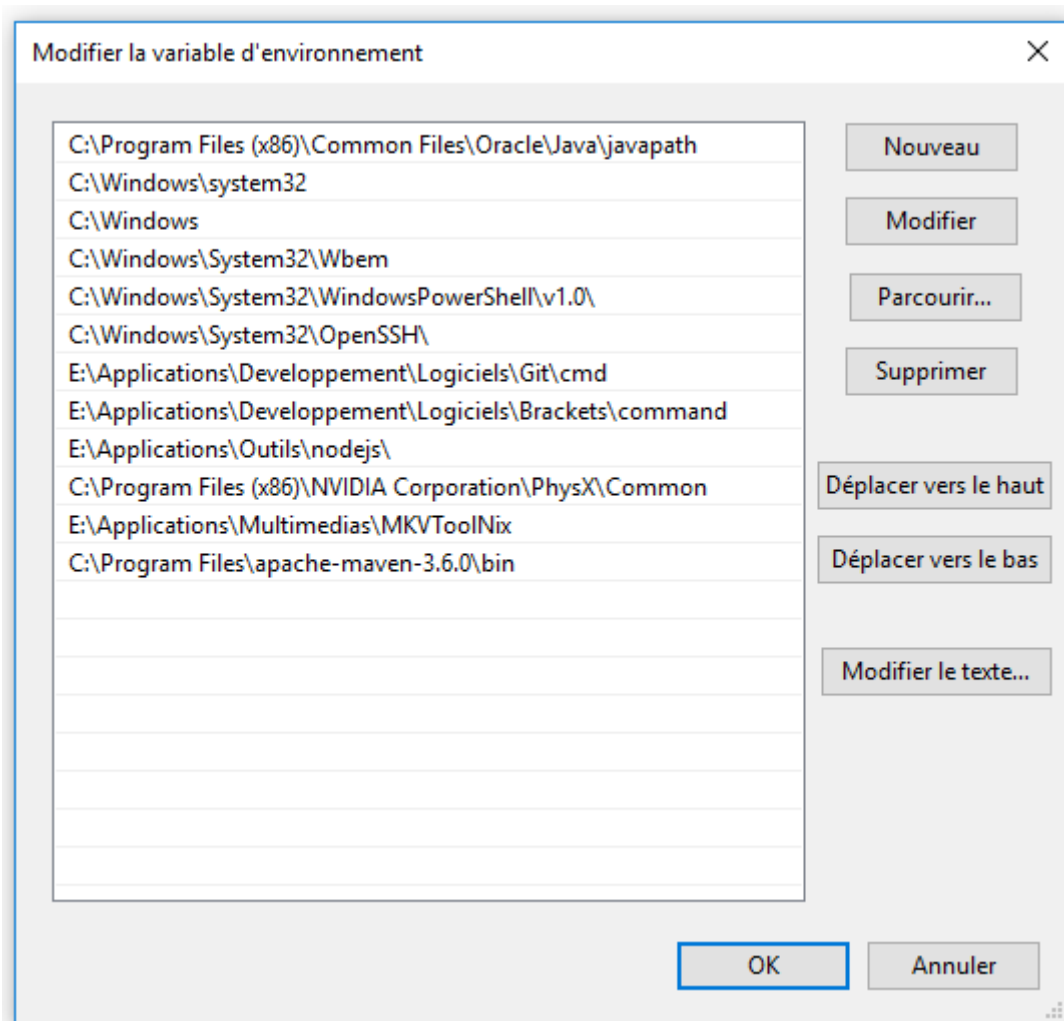 Modifier la variable d'environnement
C:\Program Files (x86)\Common Files\Oracle\Java\javapath
C:\Windows\system32
C:\Windows
C:\Windows\System32\Wbem
C:\Windows\System32\WindowsPowerShell\v1.0\
C:\Windows\System32\OpenSSH\
E:\Applications\Developpement\Logiciels\Git\cmd
E:\Applications\Developpement\Logiciels\Brackets\command
E:\Applications\Outils\nodejs\
C:\Program Files (x86)\NVIDIA Corporation\PhysX\Common
E:\Applications\Multimedias\MKVToolNix
C:\Program Files\apache-maven-3.6.0\bin
Nouveau
Modifier
Parcourir...
Supprimer
Déplacer vers le haut
Déplacer vers le bas
Modifier le texte...
OK
Annuler